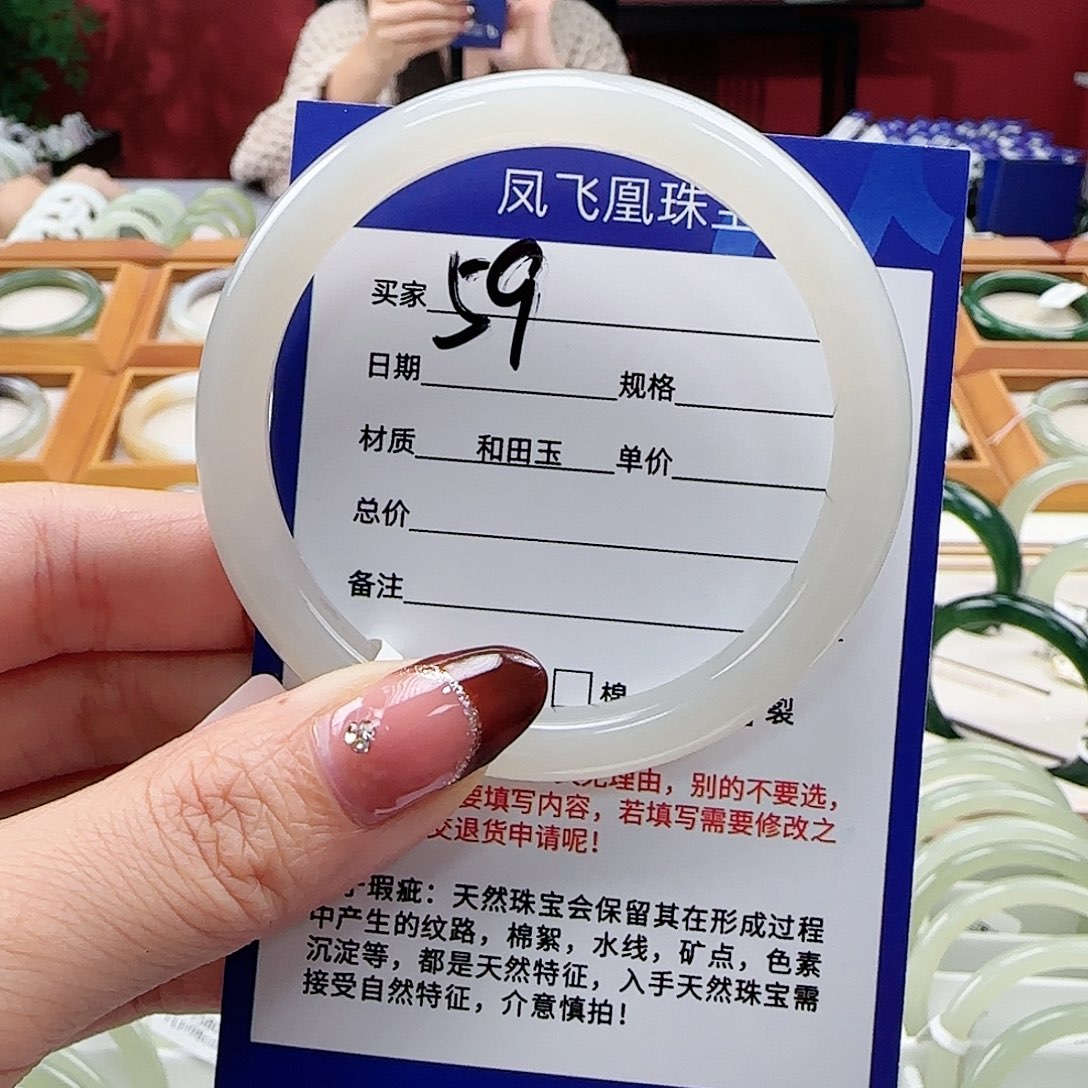 凤飞凰珠
买家 59
日期 规格
材质 和田玉 单价
总价
备注
棉 裂
理由，别的不要选，
要填写内容，若填写需要修改之
交退货申请呢！
瑕疵：天然珠宝会保留其在形成过程
中产生的纹路，棉絮，水线，矿点，色素
沉淀等，都是天然特征，入手天然珠宝需
接受自然特征，介意慎拍！